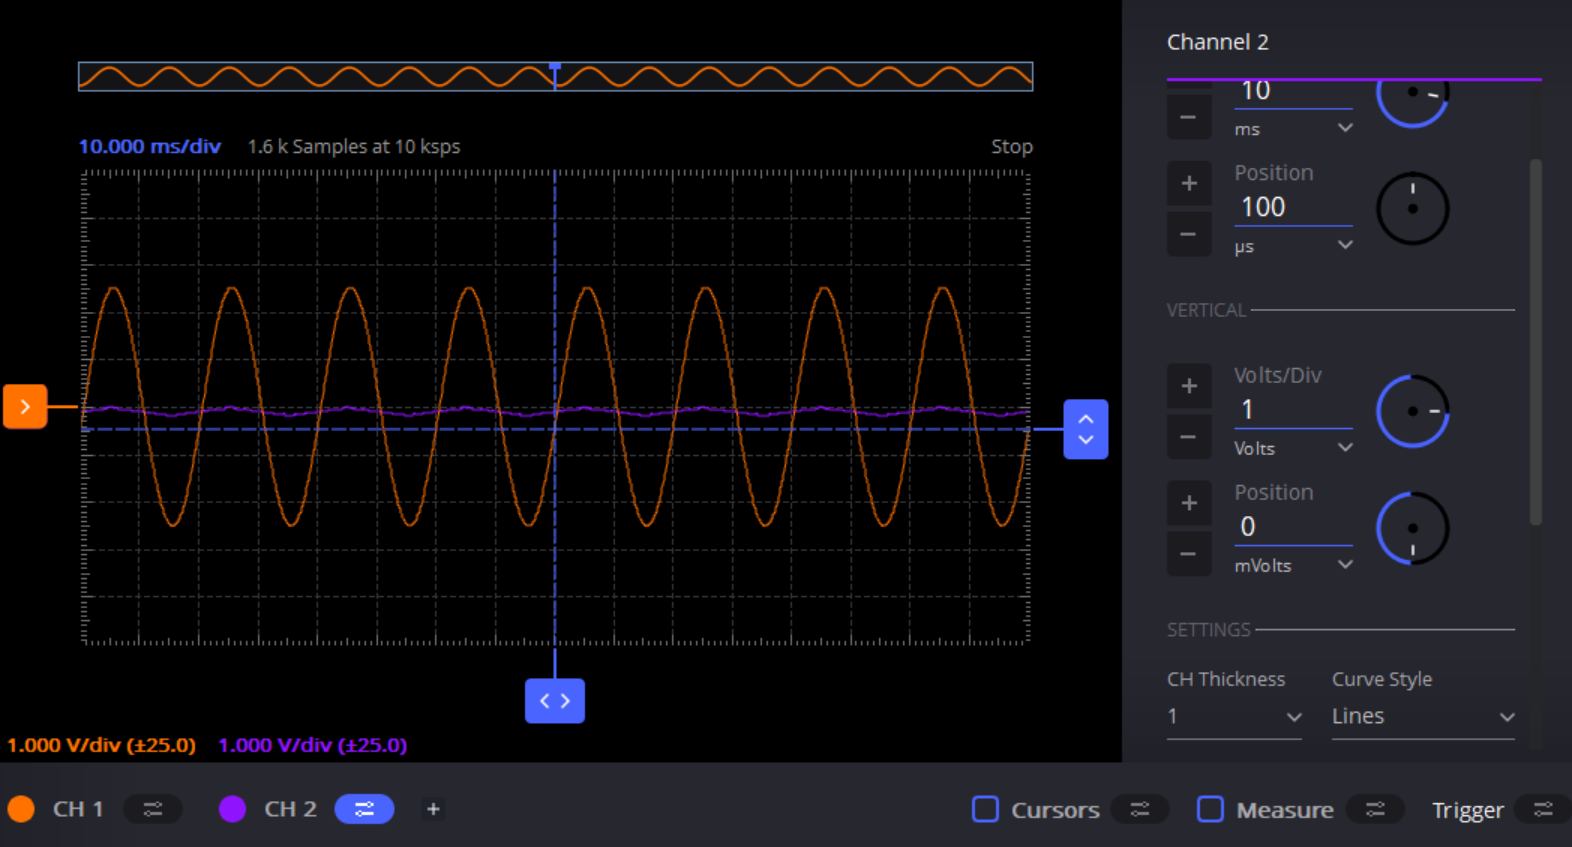 Channel 2
10
ms
10.000 ms/div 1.6 k Samples at 10 ksps Stop
Position
100
µs
VERTICAL
Volts/Div
1
Volts
Position
0
mVolts
SETTINGS
CH Thickness Curve Style
1 Lines
1.000 V/div (±25.0) 1.000 V/div (±25.0)
CH 1 CH 2 + Cursors Measure Trigger